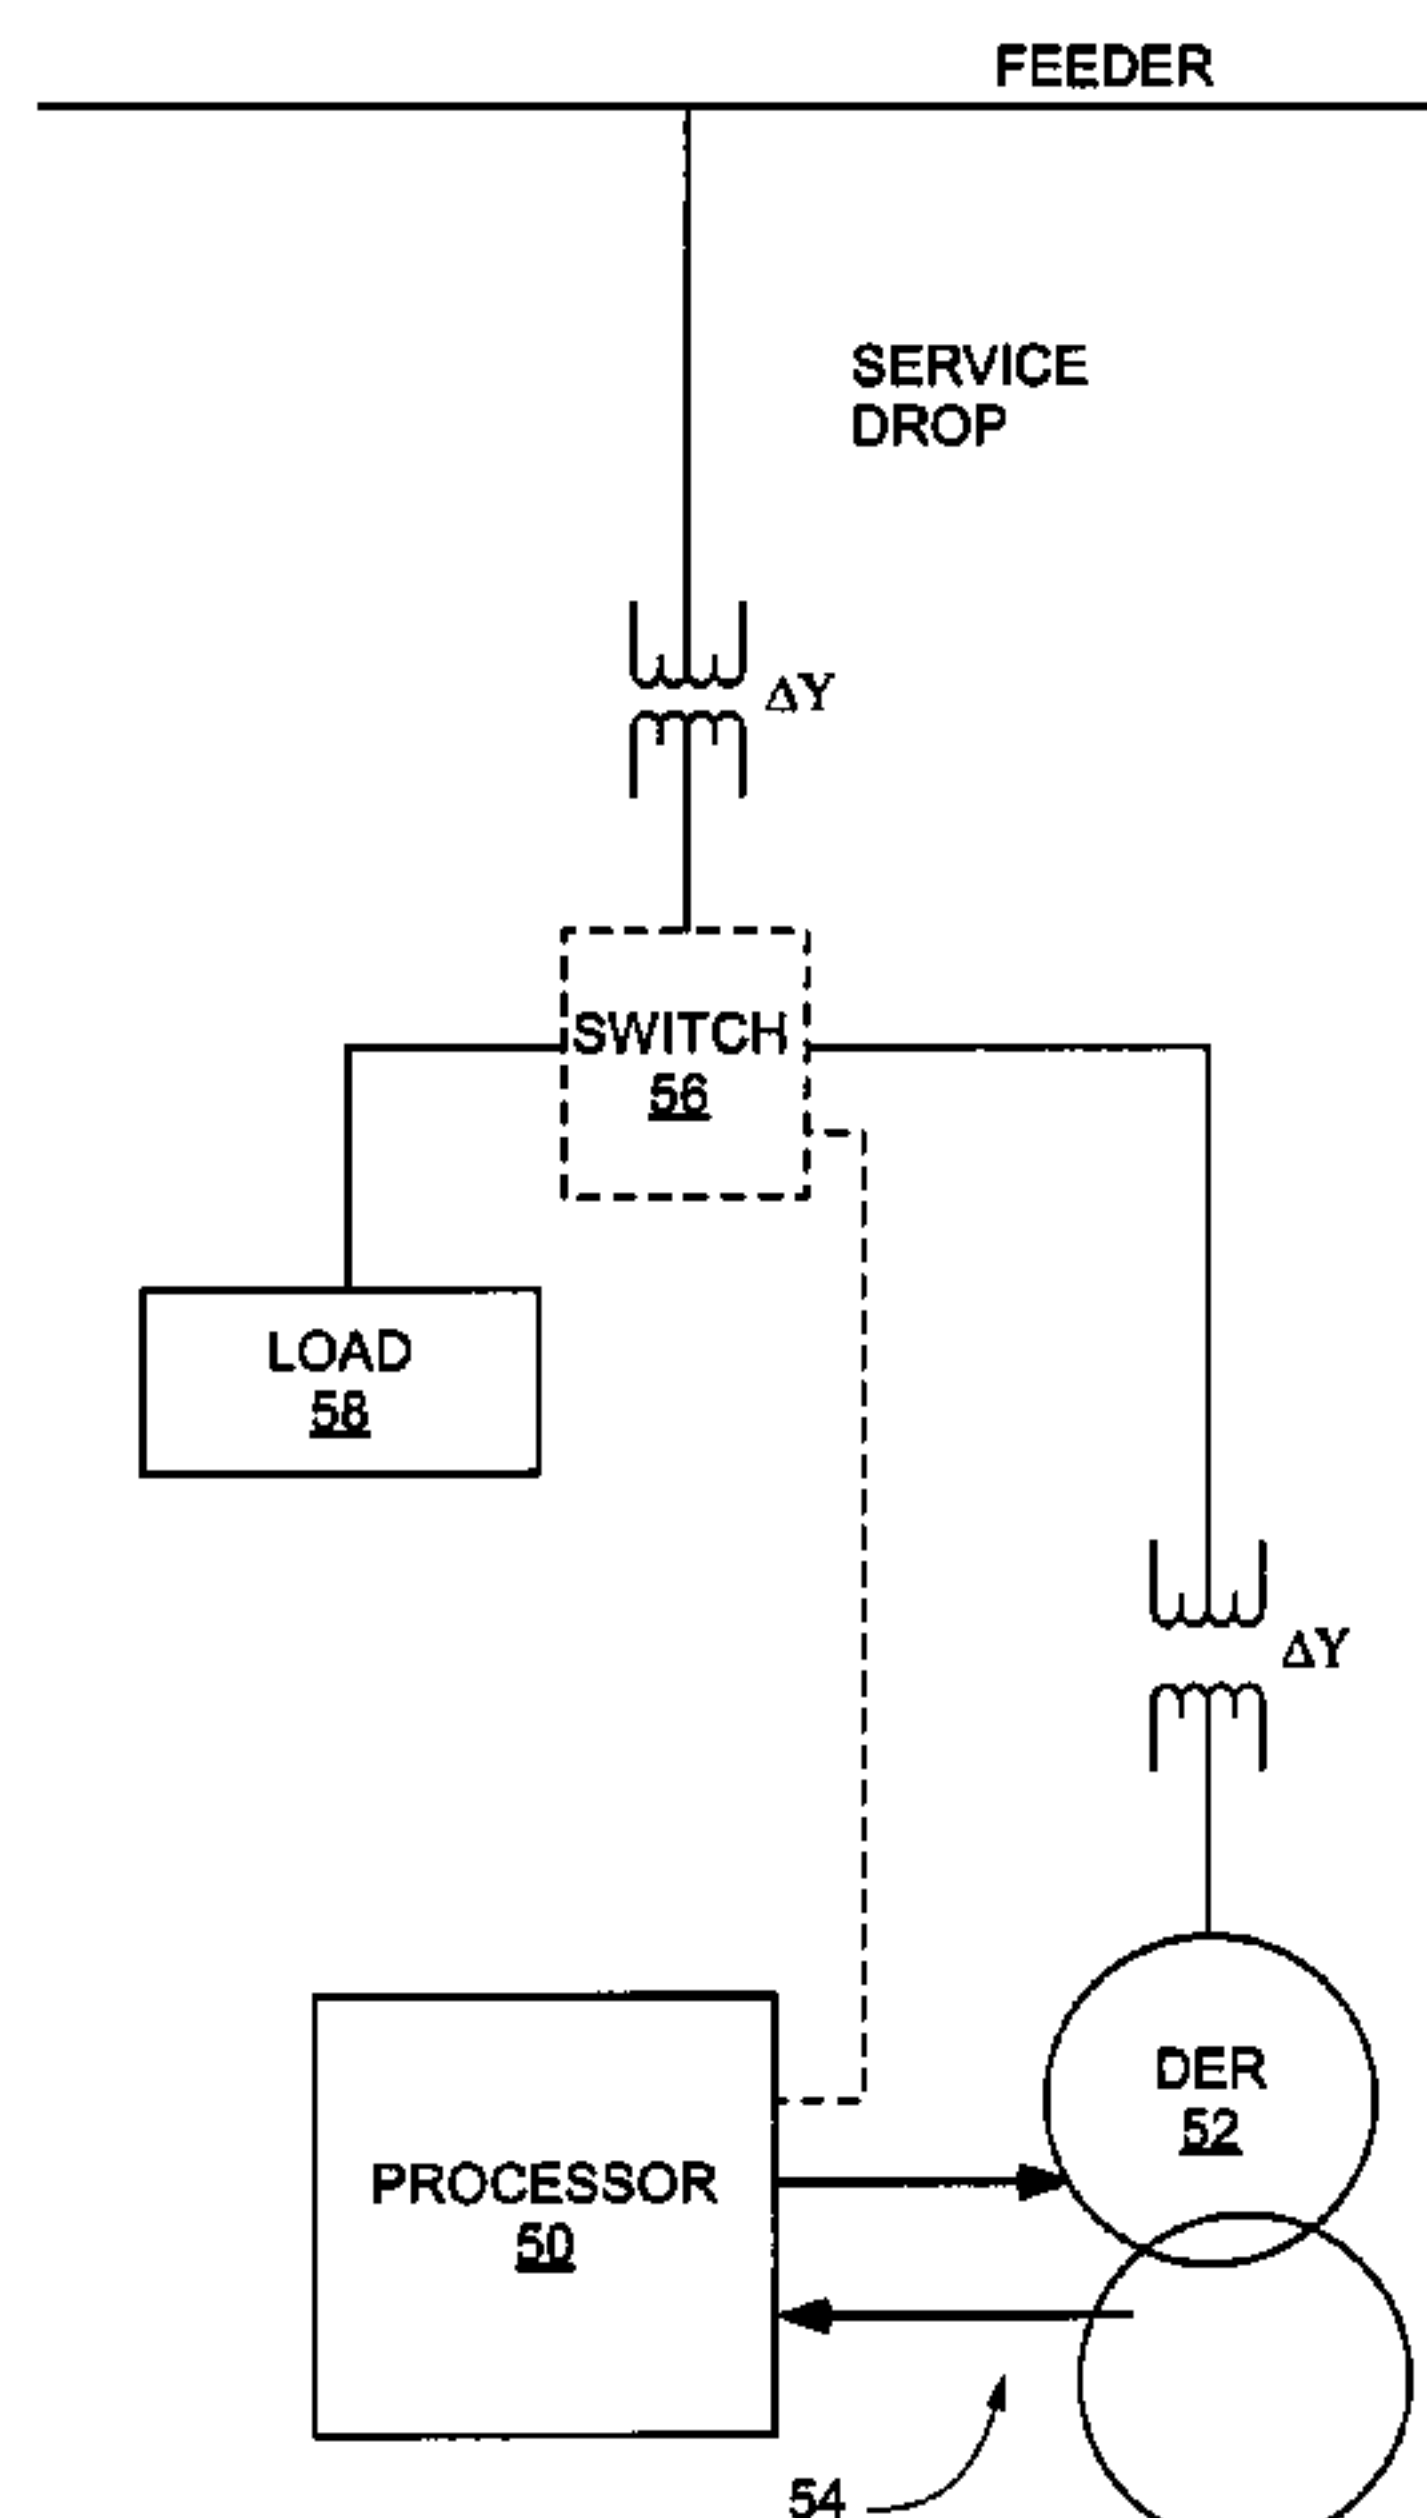 FEEDER
SERVICE
DROP
ΔY
SWITCH
56
LOAD
58
ΔY
DER
52
PROCESSOR
50
54